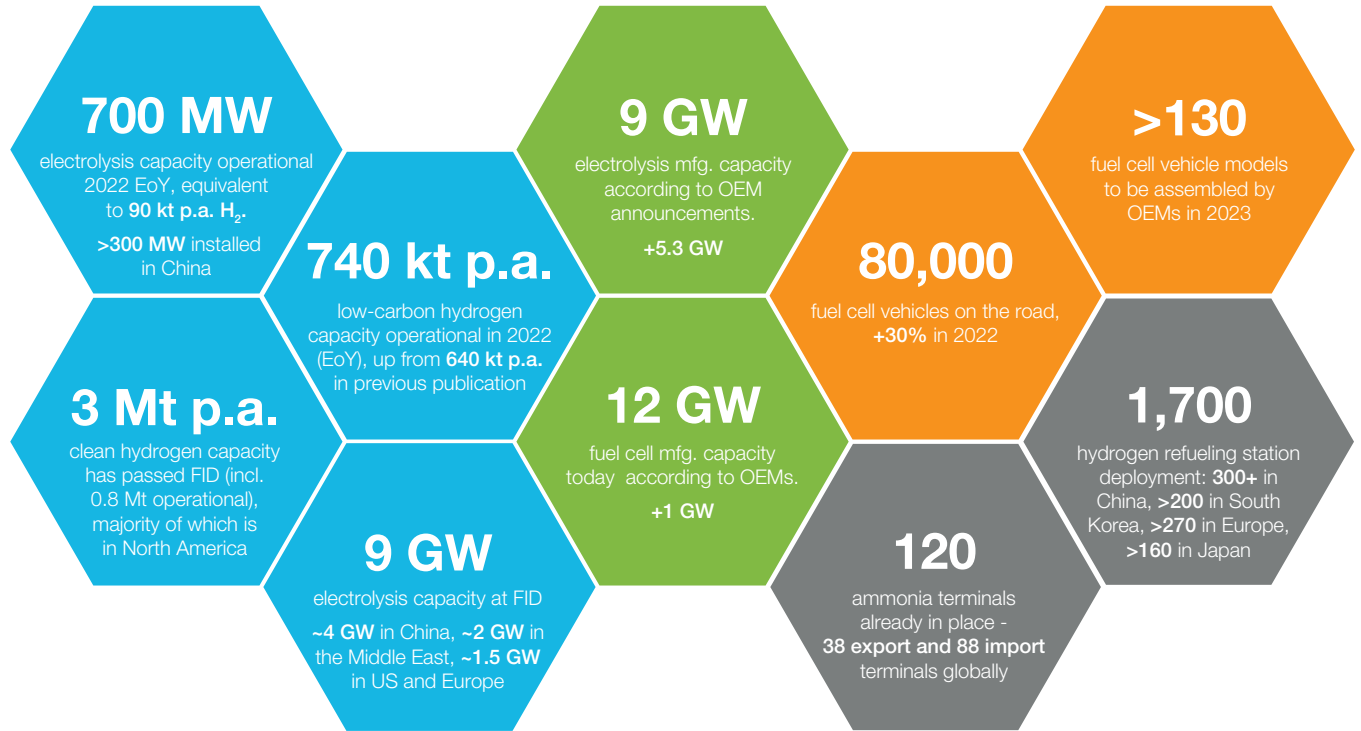 700 MW
electrolysis capacity operational
2022 EoY, equivalent
to 90 kt p.a. H₂.
>300 MW installed
in China
740 kt p.a.
low-carbon hydrogen
capacity operational in 2022
(EoY), up from 640 kt p.a.
in previous publication
3 Mt p.a.
clean hydrogen capacity
has passed FID (incl.
0.8 Mt operational),
majority of which is
in North America
9 GW
electrolysis capacity at FID
~4 GW in China, ~2 GW in
the Middle East, ~1.5 GW
in US and Europe
9 GW
electrolysis mfg. capacity
according to OEM
announcements.
+5.3 GW
12 GW
fuel cell mfg. capacity
today according to OEMs.
+1 GW
80,000
fuel cell vehicles on the road,
+30% in 2022
>130
fuel cell vehicle models
to be assembled by
OEMs in 2023
1,700
hydrogen refueling station
deployment: 300+ in
China, >200 in South
Korea, >270 in Europe,
>160 in Japan
120
ammonia terminals
already in place -
38 export and 88 import
terminals globally